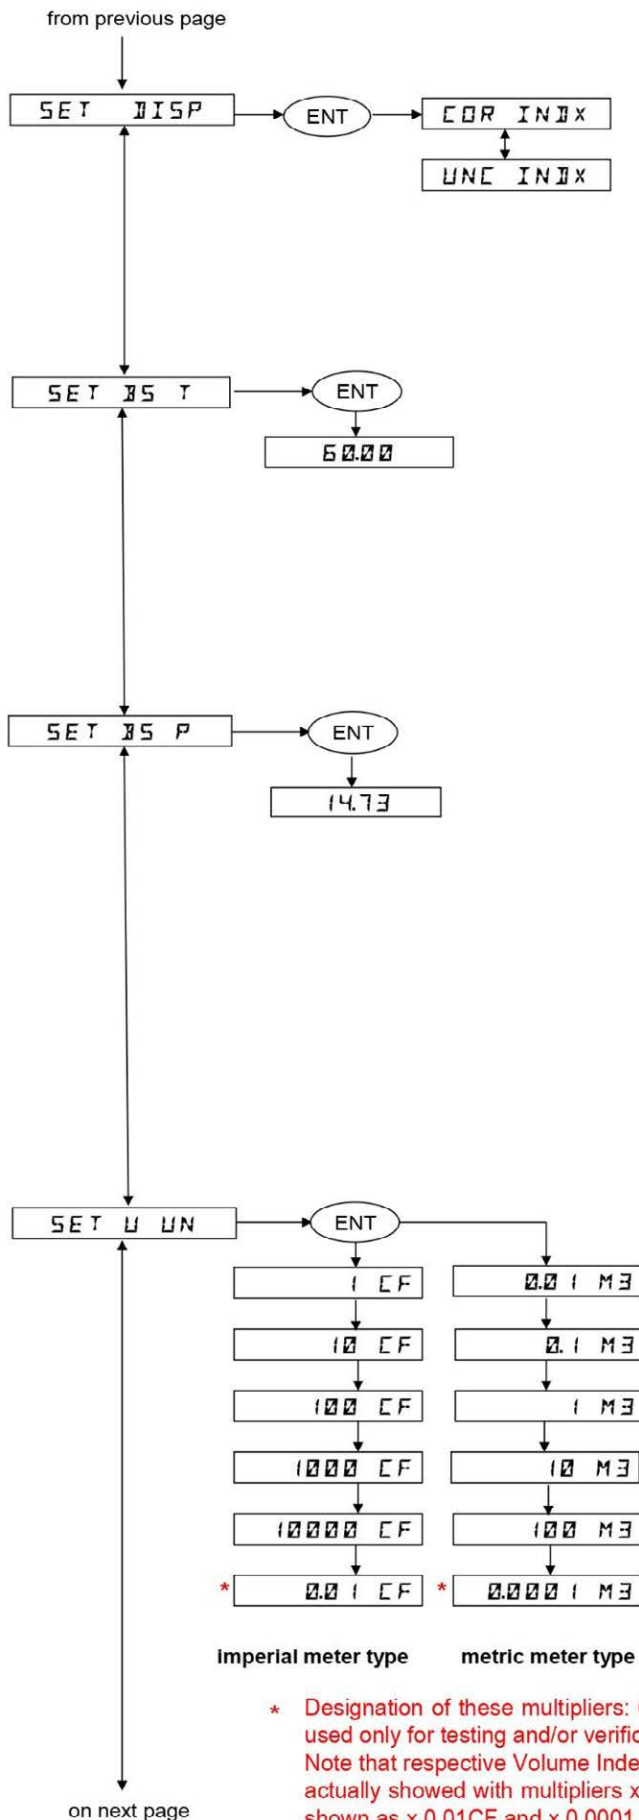 from previous page
SET DISP
ENT
COR INDX
UNC INDX
SET BS T
ENT
60.00
SET BS P
ENT
14.73
SET U UN
ENT
1 CF
0.01 M3
10 CF
0.1 M3
100 CF
1 M3
1000 CF
10 M3
10000 CF
100 M3
* 0.01 CF
* 0.0001 M3
imperial meter type
metric meter type
* Designation of these multipliers:
used only for testing and/or
Note that respective Volume
actually showed with multipliers x
shown as x 0.01CF and x 0.0001
on next page